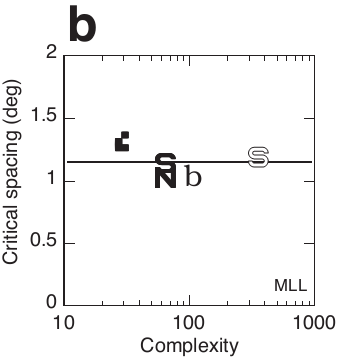 b
2
1.5
S
S
1
N b
0.5
MLL
0
10 100 1000
Complexity
Critical spacing (deg)